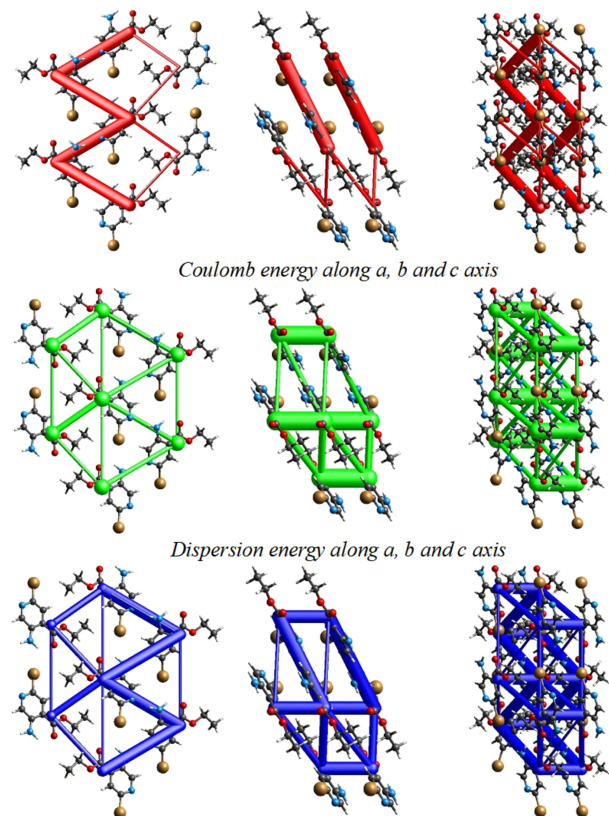 Coulomb energy along a, b and c axis
Dispersion energy along a, b and c axis